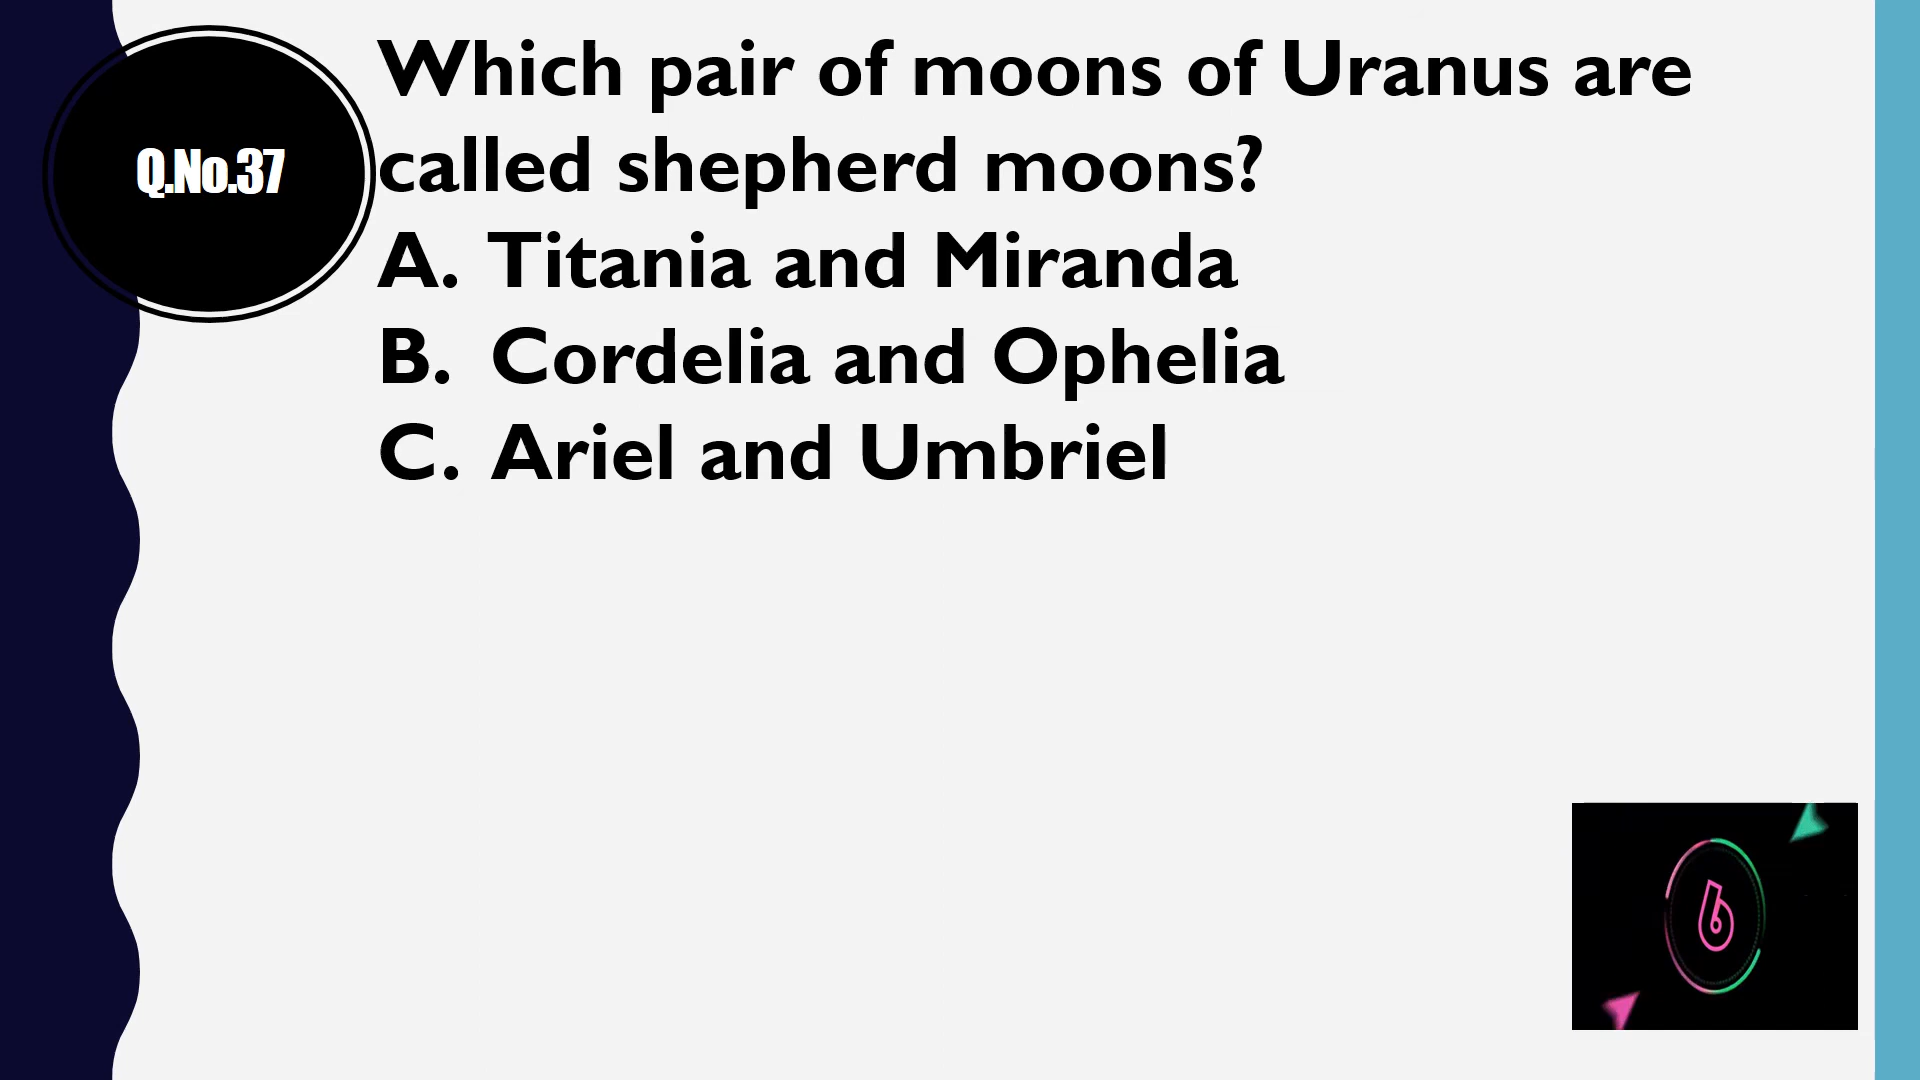 Q.No.37
Which pair of moons of Uranus are
called shepherd moons?
A. Titania and Miranda
B. Cordelia and Ophelia
C. Ariel and Umbriel
6